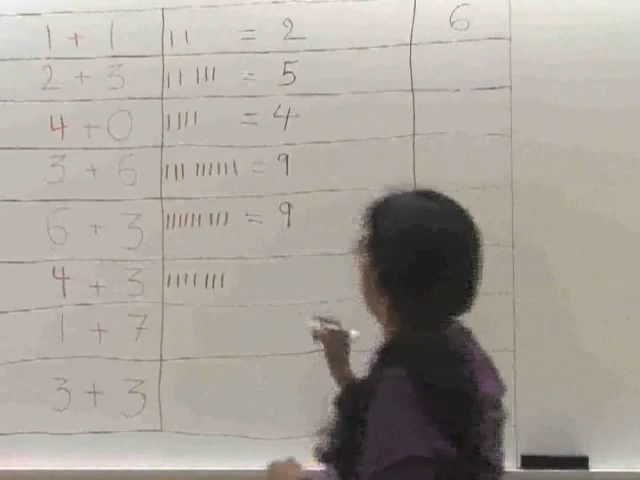 1 + 1 || = 2 6
2 + 3 || ||| = 5
4 + 0 |||| = 4
3 + 6 ||| |||||| = 9
6 + 3 |||||| ||| = 9
4 + 3 |||| |||
1 + 7
3 + 3